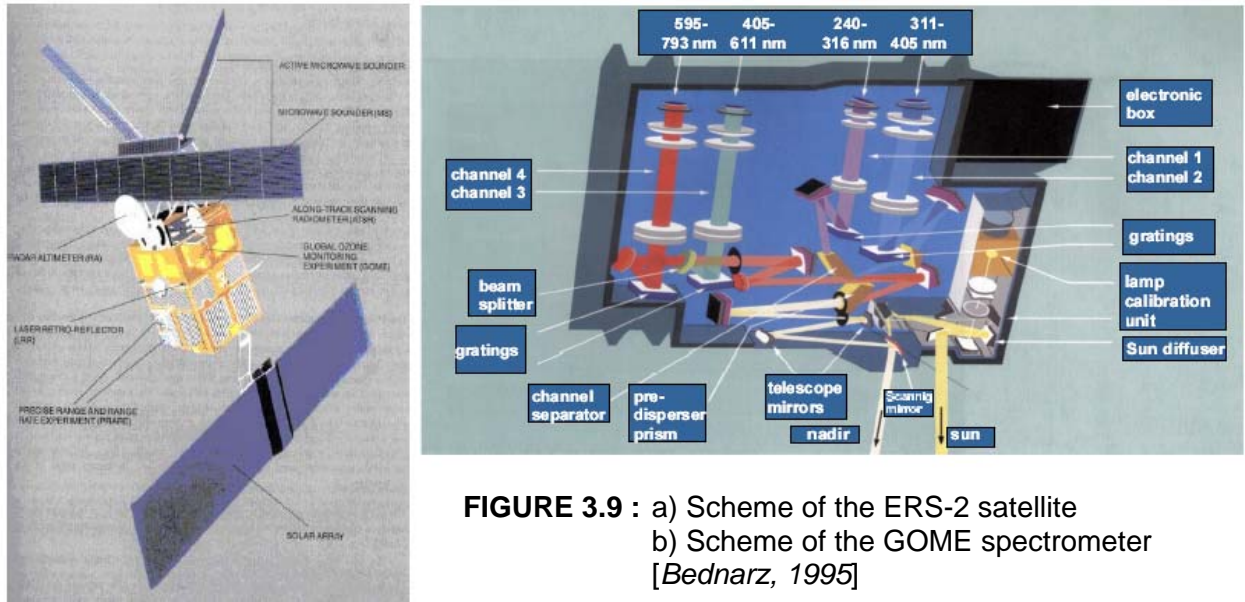 ACTIVE MICROWAVE SOUNDER
MICROWAVE SOUNDER (MS)
ALONG-TRACK SCANNING
RADIOMETER (ATSR)
GLOBAL OZONE
MONITORING
EXPERIMENT (GOME)
RADAR ALTIMETER (RA)
LASER RETRO-REFLECTOR
(LRR)
PRECISE RANGE AND RANGE
RATE EXPERIMENT (PRARE)
SOLAR ARRAY
595-
793 nm
405-
611 nm
240-
316 nm
311-
405 nm
electronic
box
channel 4
channel 3
channel 1
channel 2
gratings
beam
splitter
lamp
calibration
unit
gratings
Sun diffuser
channel
separator
pre-
disperser
prism
telescope
mirrors
Scannig
mirror
nadir
sun
FIGURE 3.9 : a) Scheme of the ERS-2 satellite
b) Scheme of the GOME spectrometer
[Bednarz, 1995]